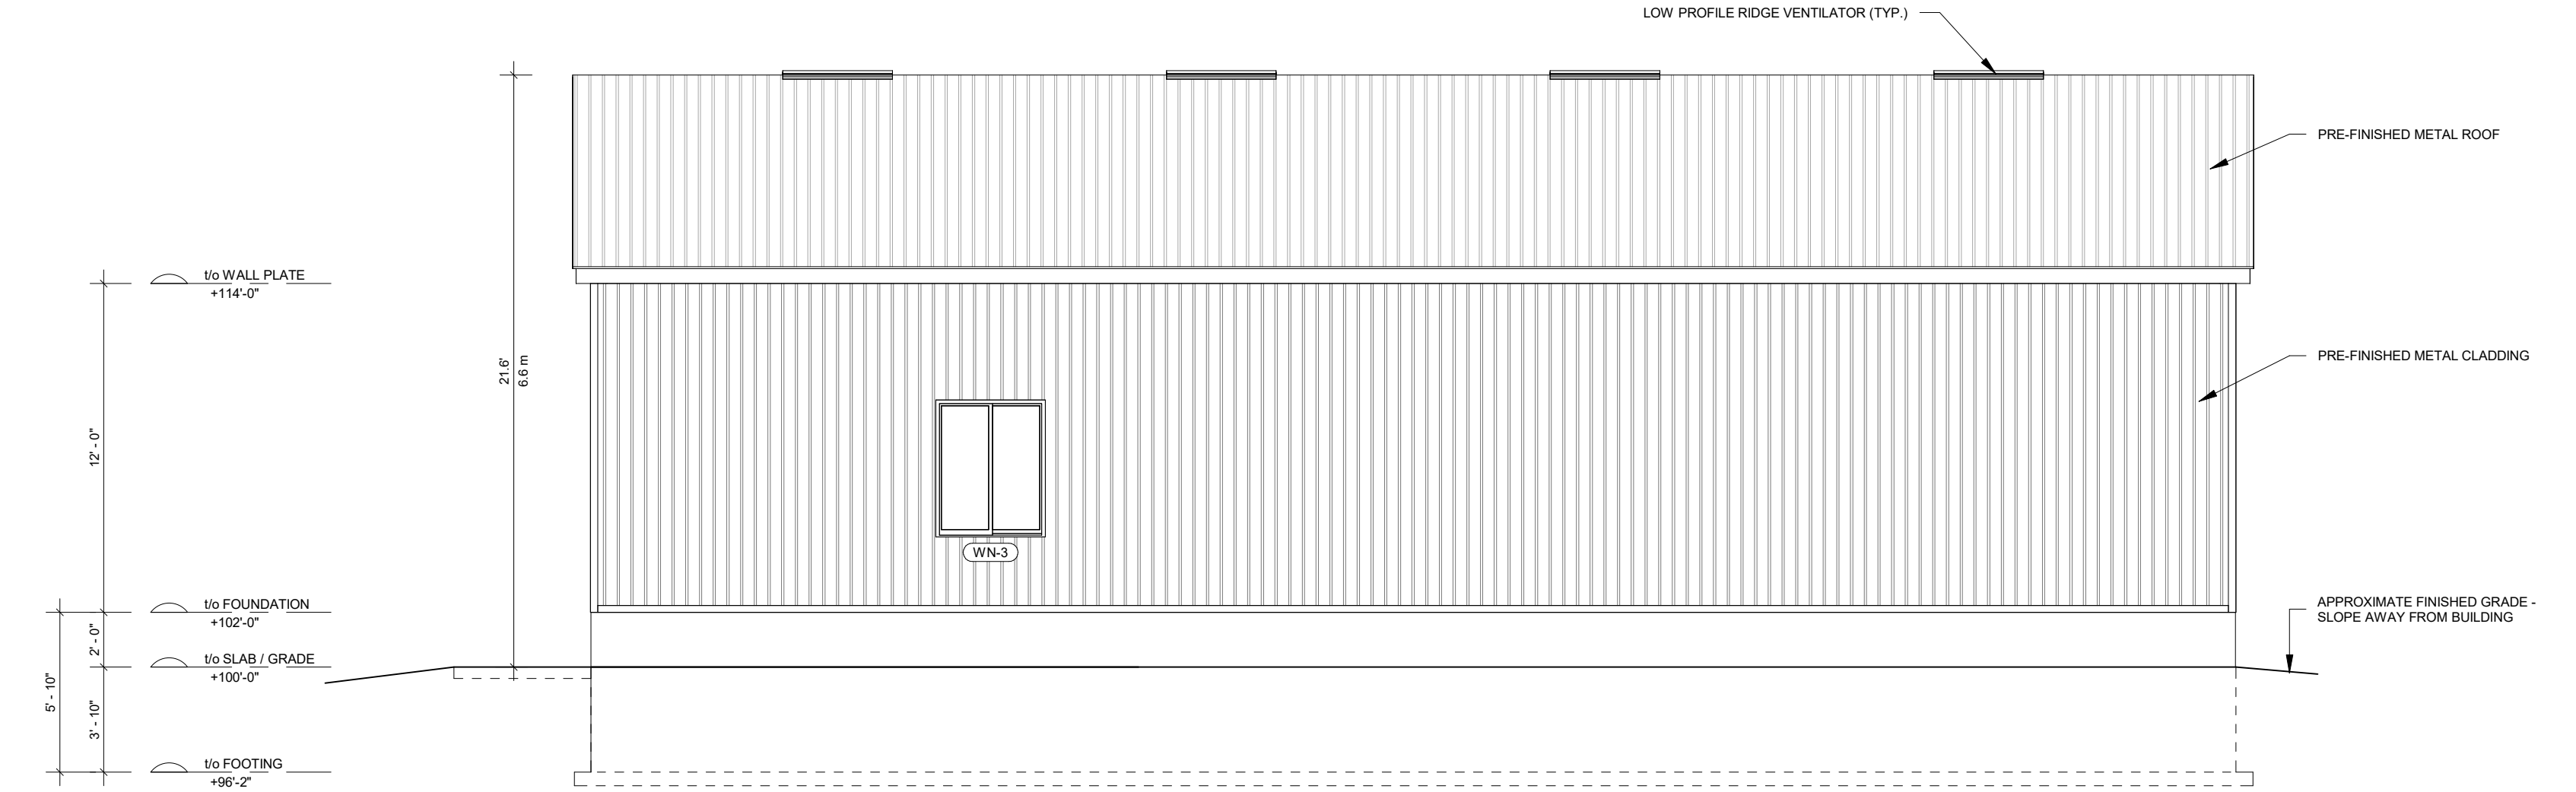 LOW PROFILE RIDGE VENTILATOR (TYP.)
PRE-FINISHED METAL ROOF
t/o WALL PLATE
+114'-0"
21.6'
6.6 m
PRE-FINISHED METAL CLADDING
12' - 0"
WN-3
t/o FOUNDATION
+102'-0"
APPROXIMATE FINISHED GRADE -
SLOPE AWAY FROM BUILDING
2' - 0"
t/o SLAB / GRADE
+100'-0"
5' - 10"
3' - 10"
t/o FOOTING
+96'-2"